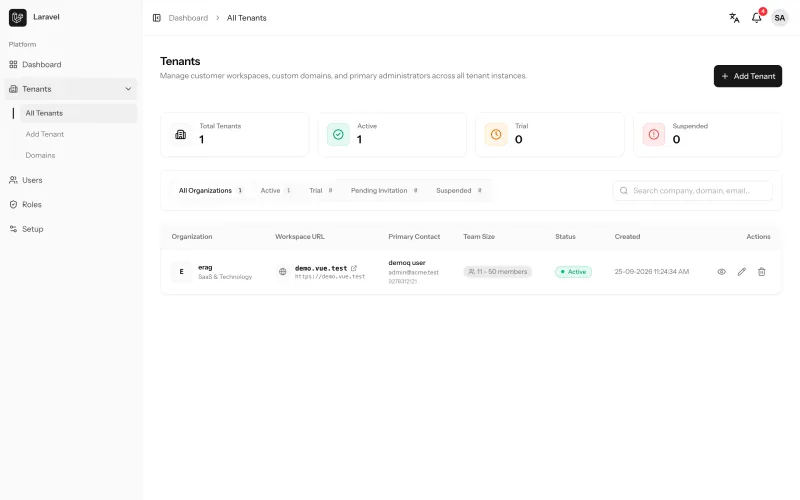 Laravel
Dashboard
All Tenants
4
SA
Platform
Dashboard
Tenants
All Tenants
Add Tenant
Domains
Users
Roles
Setup
Tenants
Manage customer workspaces, custom domains, and primary administrators across all tenant instances.
Add Tenant
Total Tenants
1
Active
1
Trial
0
Suspended
0
All Organizations 1
Active 1
Trial 0
Pending Invitation 0
Suspended 0
Search company, domain, email...
Organization Workspace URL Primary Contact Team Size Status Created Actions
E
erag
SaaS & Technology
demo.vue.test
https://demo.vue.test
demoq user
admin@acme.test
11 - 50 members
Active
25-09-2026 11:24:34 AM